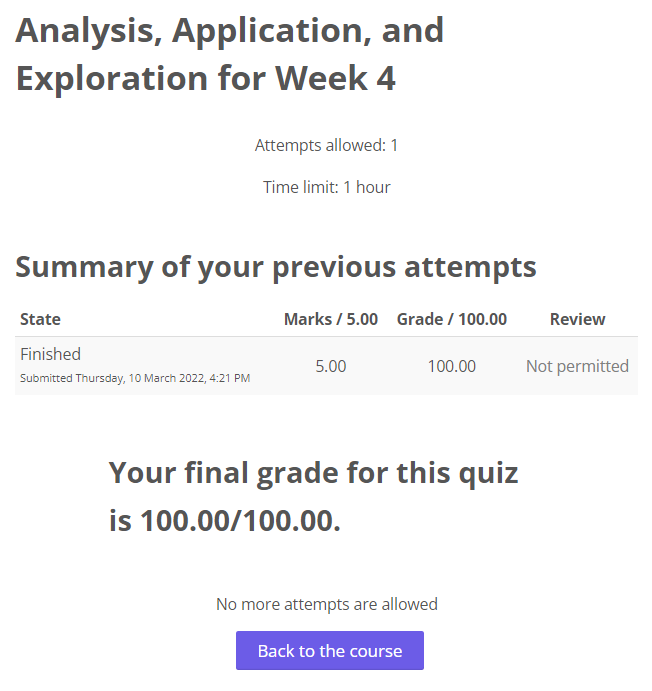 Analysis, Application, and
Exploration for Week 4
Attempts allowed: 1
Time limit: 1 hour
Summary of your previous attempts
State Marks / 5.00 Grade / 100.00 Review
Finished
Submitted Thursday, 10 March 2022, 4:21 PM
5.00 100.00 Not permitted
Your final grade for this quiz
is 100.00/100.00.
No more attempts are allowed
Back to the course